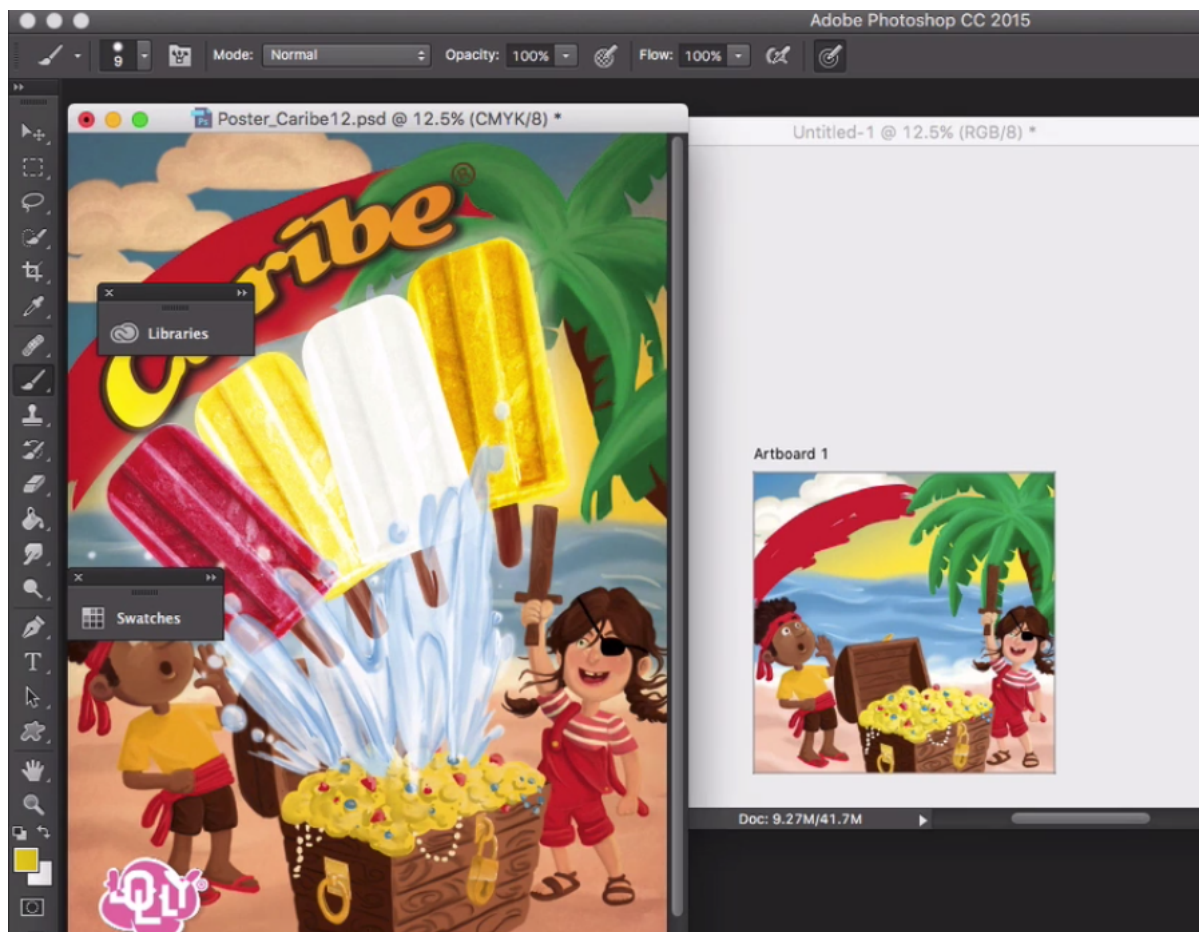 Adobe Photoshop CC 2015
9 Mode: Normal Opacity: 100% Flow: 100%
Poster_Caribe12.psd @ 12.5% (CMYK/8) *
Untitled-1 @ 12.5% (RGB/8) *
Caribe®
Libraries
Artboard 1
Swatches
Doc: 9.27M/41.7M
LOLLY®